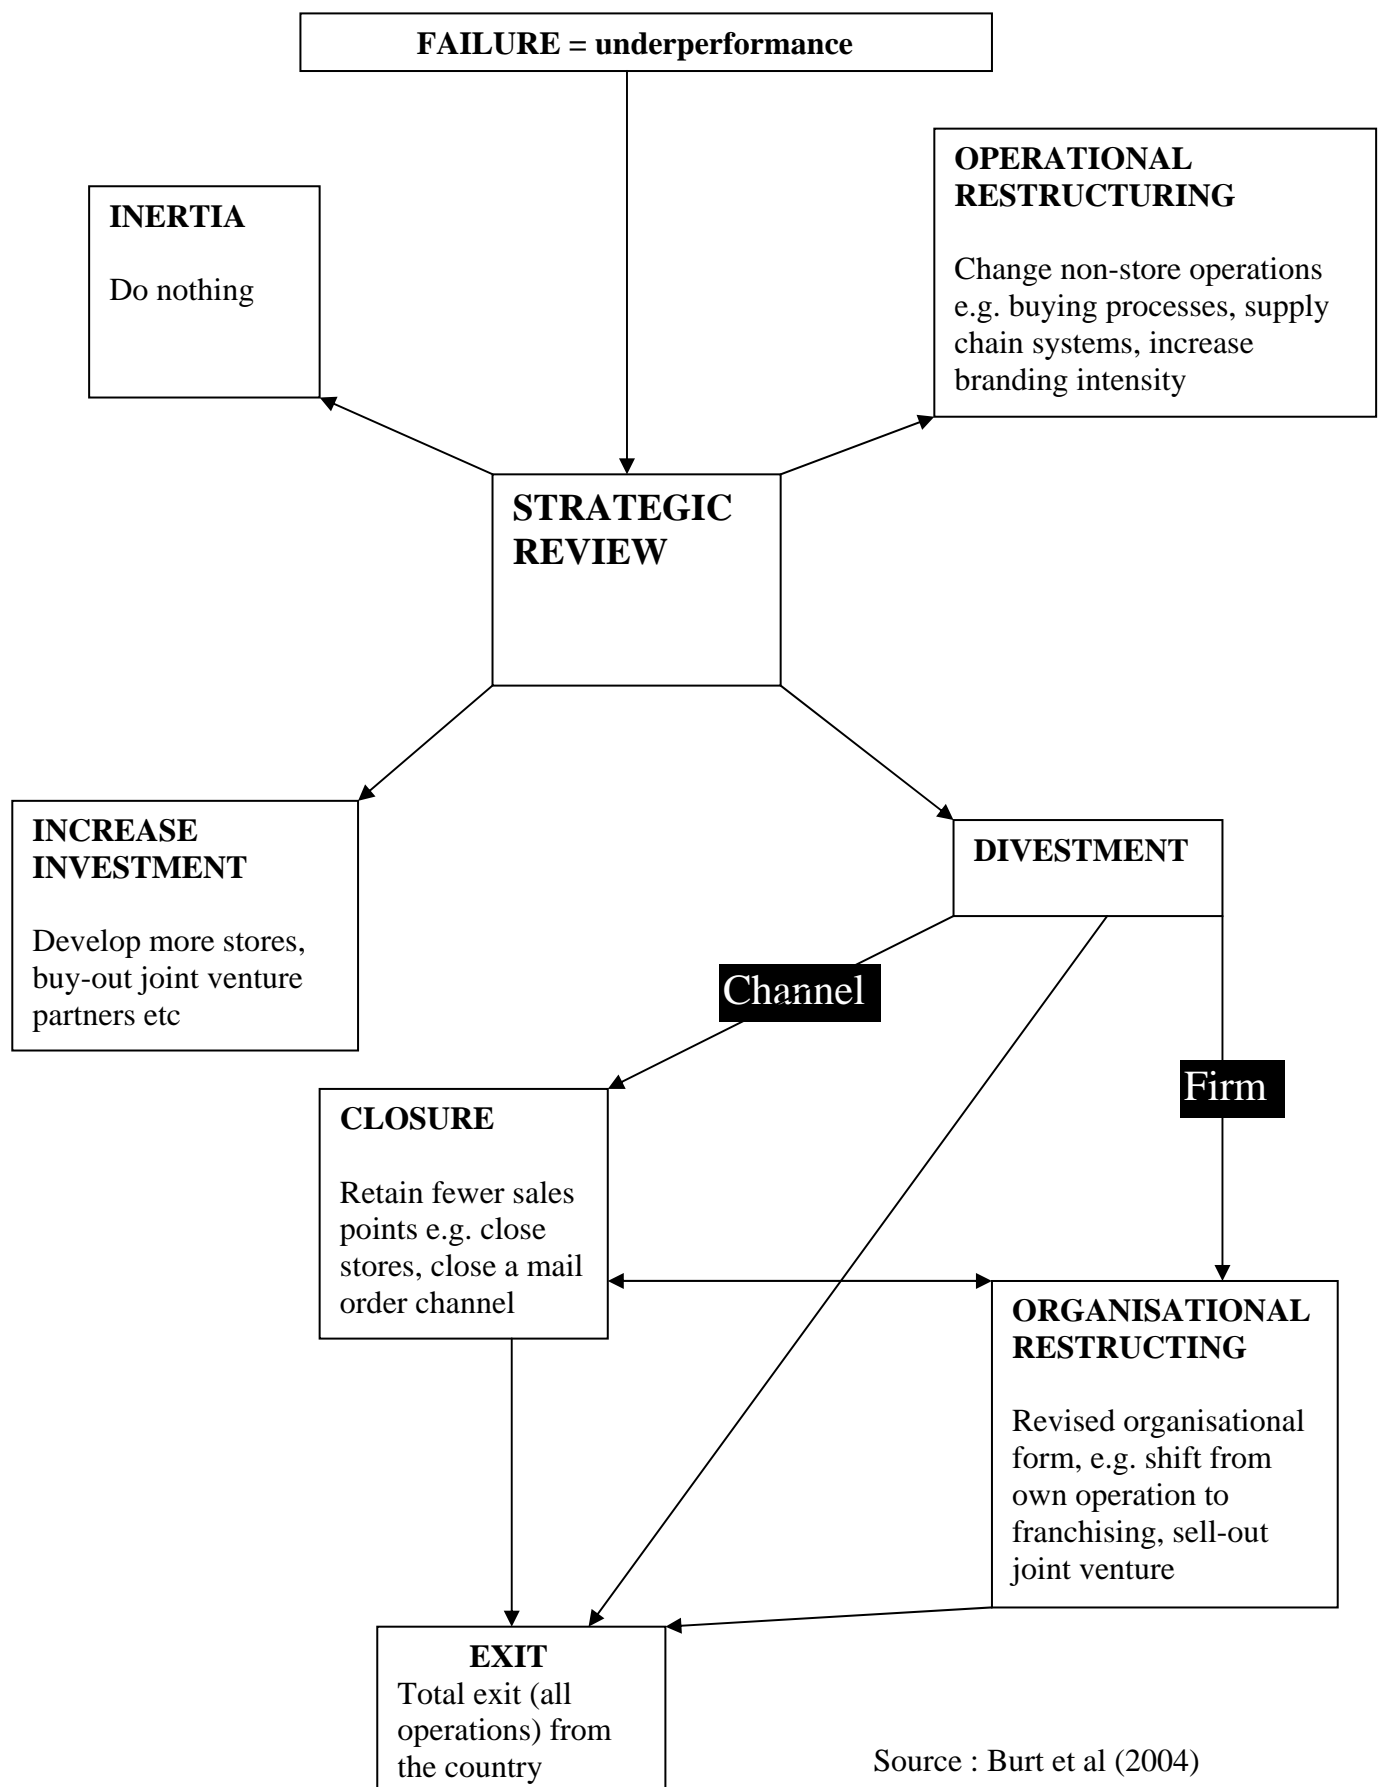 FAILURE = underperformance
INERTIA
Do nothing
OPERATIONAL
RESTRUCTURING
Change non-store operations
e.g. buying processes, supply
chain systems, increase
branding intensity
STRATEGIC
REVIEW
INCREASE
INVESTMENT
Develop more stores,
buy-out joint venture
partners etc
DIVESTMENT
Channel
Firm
CLOSURE
Retain fewer sales
points e.g. close
stores, close a mail
order channel
ORGANISATIONAL
RESTRUCTING
Revised organisational
form, e.g. shift from
own operation to
franchising, sell-out
joint venture
EXIT
Total exit (all
operations) from
the country
Source : Burt et al (2004)